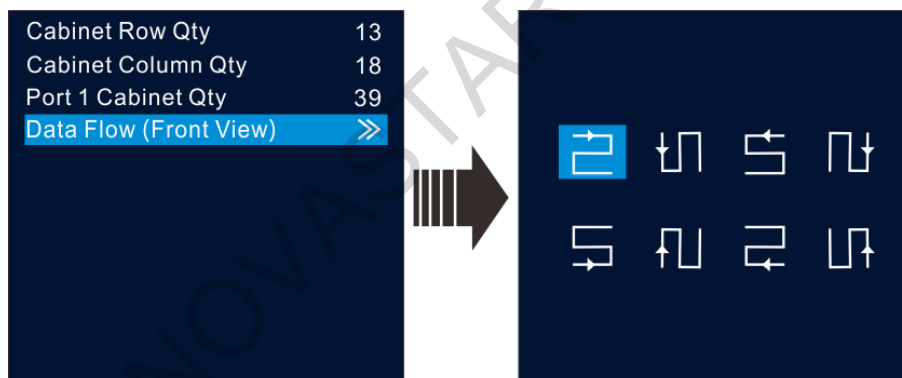 Cabinet Row Qty 13
Cabinet Column Qty 18
Port 1 Cabinet Qty 39
Data Flow (Front View) »
NOVASTAR